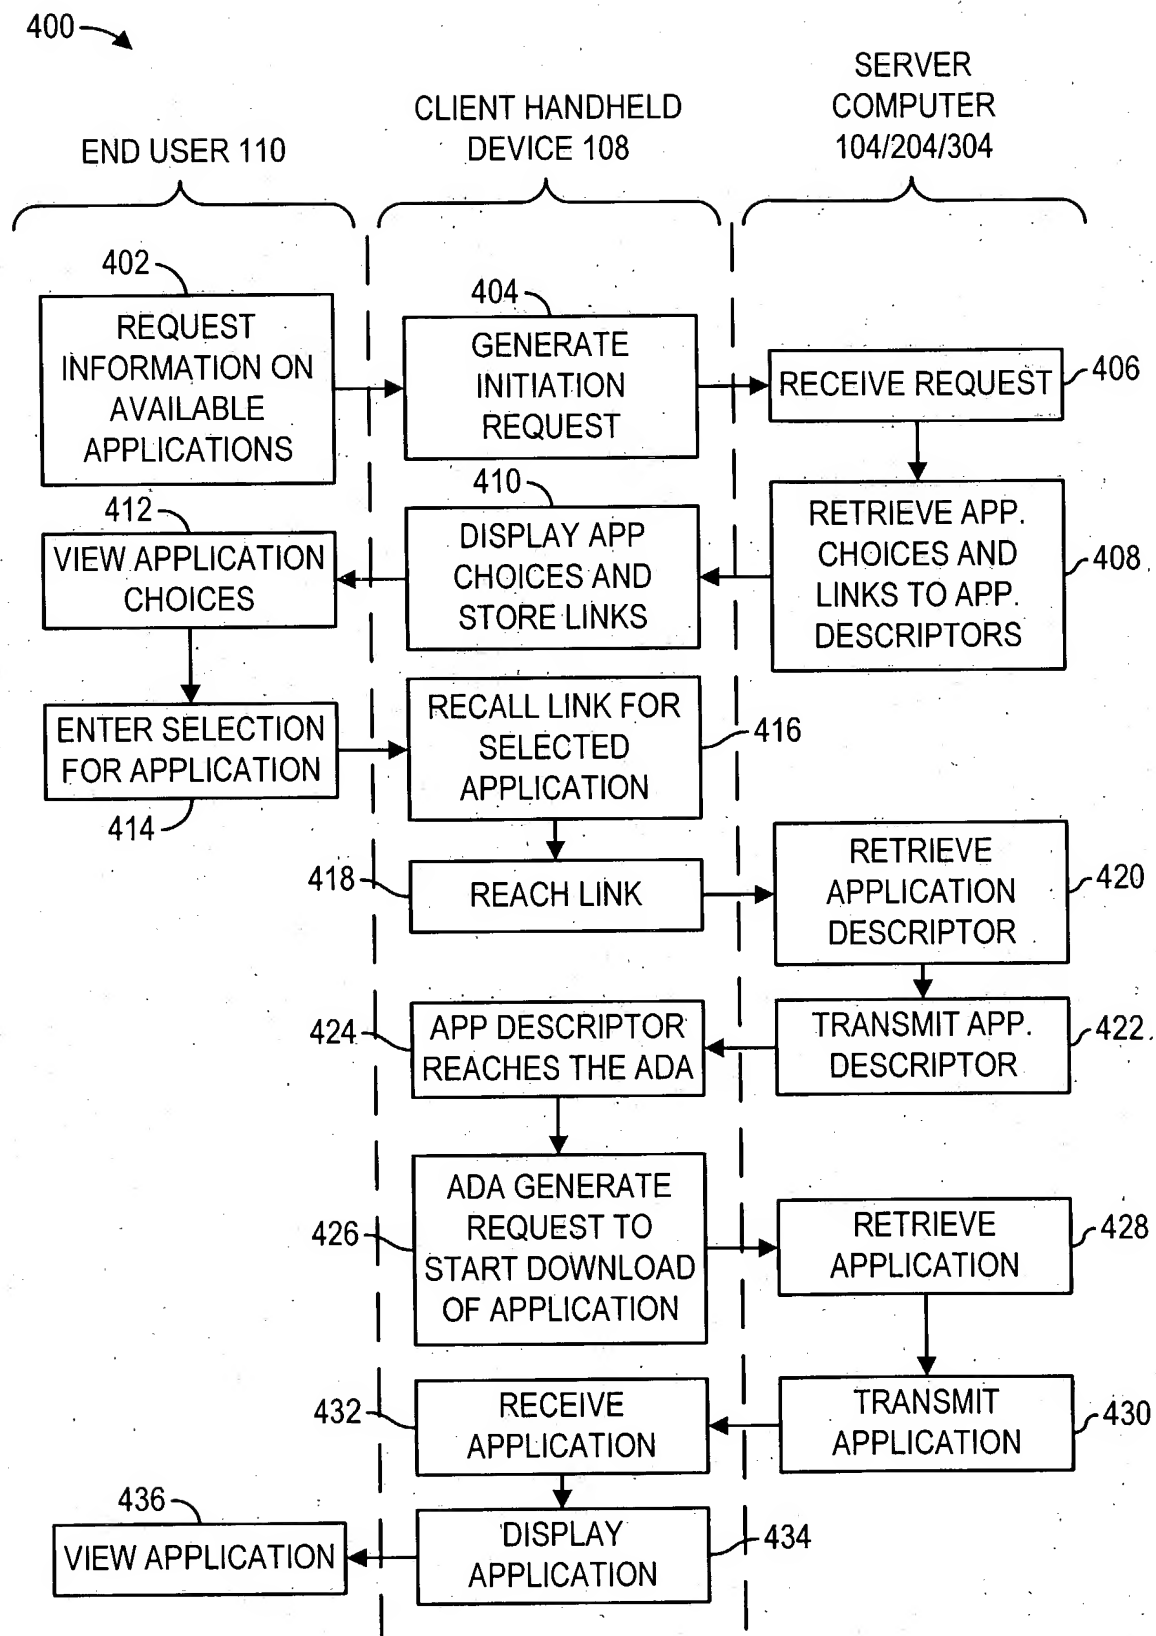 400
END USER 110
CLIENT HANDHELD
DEVICE 108
SERVER
COMPUTER
104/204/304
402
REQUEST
INFORMATION ON
AVAILABLE
APPLICATIONS
404
GENERATE
INITIATION
REQUEST
RECEIVE REQUEST
406
412
VIEW APPLICATION
CHOICES
410
DISPLAY APP
CHOICES AND
STORE LINKS
RETRIEVE APP.
CHOICES AND
LINKS TO APP.
DESCRIPTORS
408
ENTER SELECTION
FOR APPLICATION
414
RECALL LINK FOR
SELECTED
APPLICATION
416
418
REACH LINK
RETRIEVE
APPLICATION
DESCRIPTOR
420
424
APP DESCRIPTOR
REACHES THE ADA
TRANSMIT APP.
DESCRIPTOR
422
426
ADA GENERATE
REQUEST TO
START DOWNLOAD
OF APPLICATION
RETRIEVE
APPLICATION
428
432
RECEIVE
APPLICATION
TRANSMIT
APPLICATION
430
436
VIEW APPLICATION
DISPLAY
APPLICATION
434